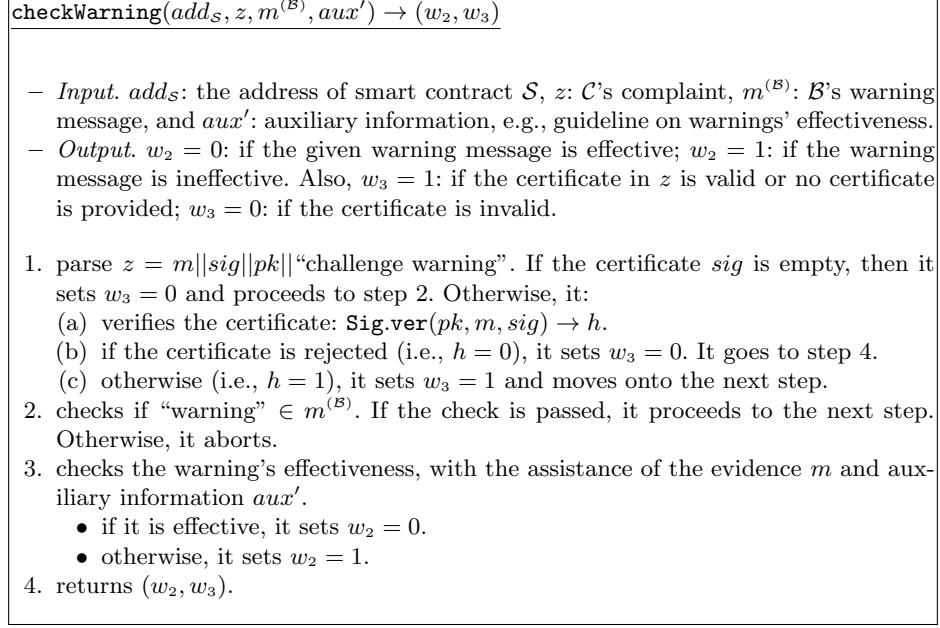 checkWarning(add_S, z, m^(B), aux′) → (w₂, w₃)
– Input. add_S: the address of smart contract S, z: C's complaint, m^(B): B's warning
message, and aux′: auxiliary information, e.g., guideline on warnings' effectiveness.
– Output. w₂ = 0: if the given warning message is effective; w₂ = 1: if the warning
message is ineffective. Also, w₃ = 1: if the certificate in z is valid or no certificate
is provided; w₃ = 0: if the certificate is invalid.
1. parse z = m||sig||pk||“challenge warning”. If the certificate sig is empty, then it
sets w₃ = 0 and proceeds to step 2. Otherwise, it:
(a) verifies the certificate: Sig.ver(pk, m, sig) → h.
(b) if the certificate is rejected (i.e., h = 0), it sets w₃ = 0. It goes to step 4.
(c) otherwise (i.e., h = 1), it sets w₃ = 1 and moves onto the next step.
2. checks if “warning” ∈ m^(B). If the check is passed, it proceeds to the next step.
Otherwise, it aborts.
3. checks the warning's effectiveness, with the assistance of the evidence m and aux-
iliary information aux′.
• if it is effective, it sets w₂ = 0.
• otherwise, it sets w₂ = 1.
4. returns (w₂, w₃).